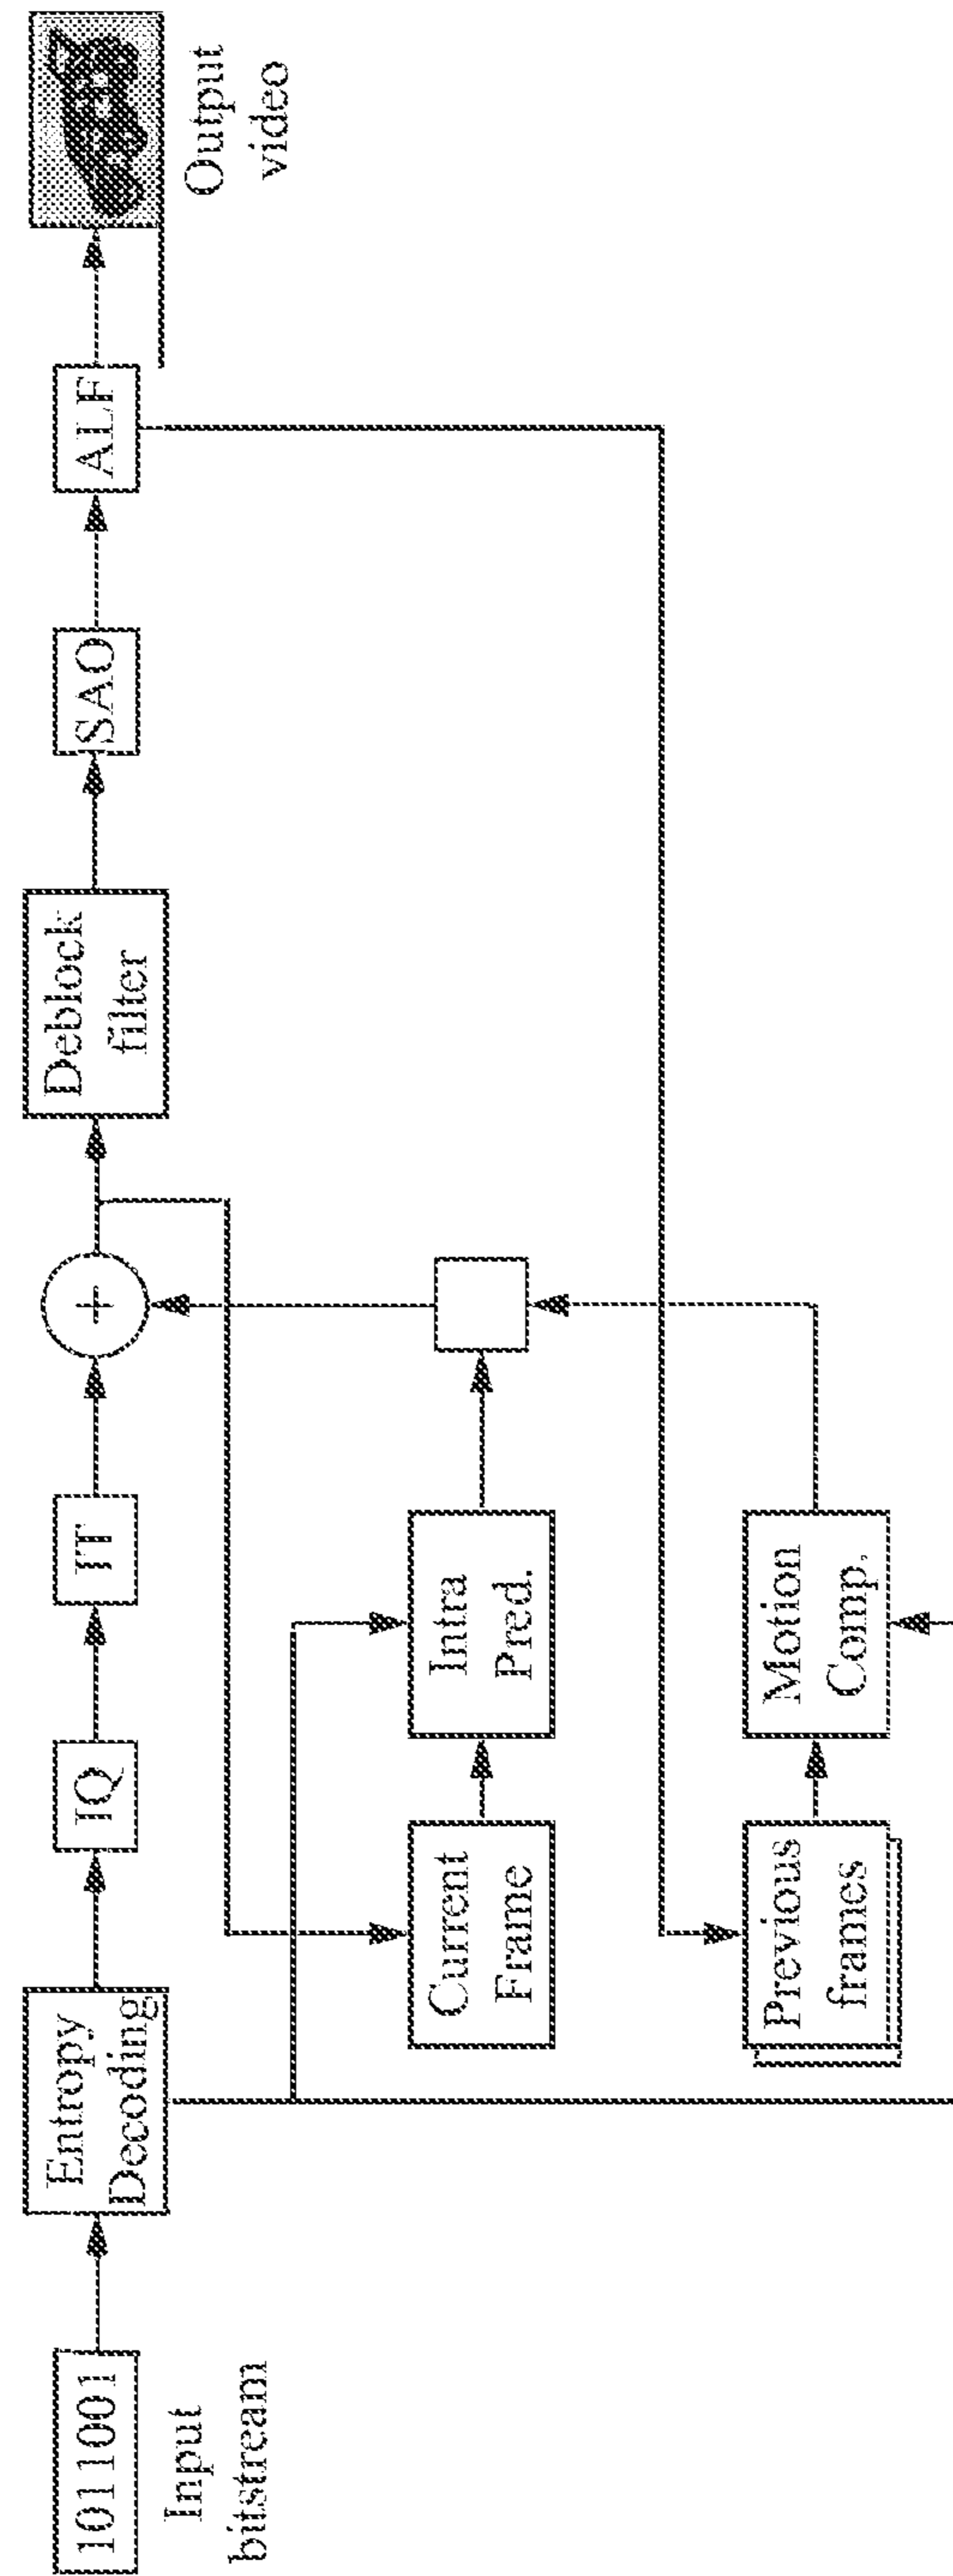 1011001
Input
bitstream
Entropy
Decoding
IQ
IT
+
Deblock
filter
SAO
ALF
Output
video
Current
Frame
Intra
Pred.
Previous
frames
Motion
Comp.